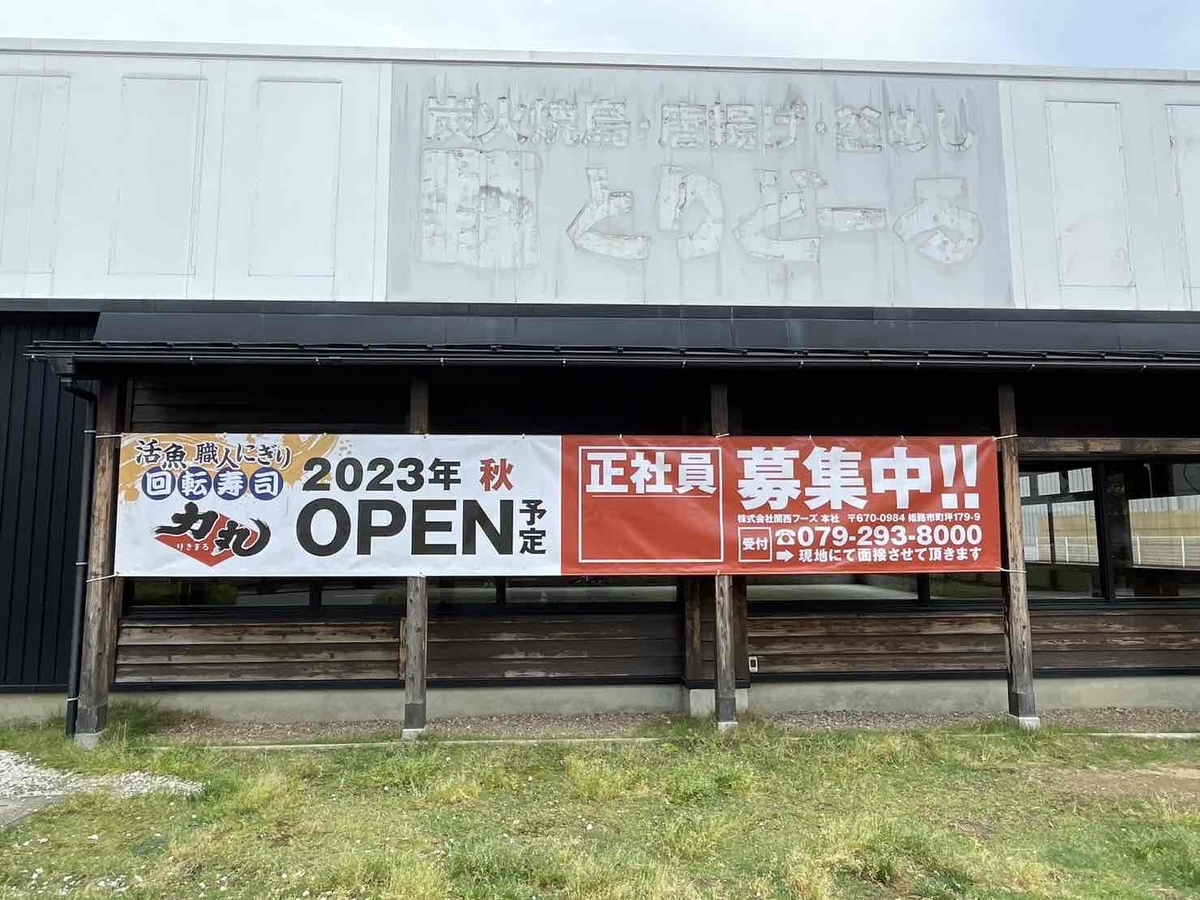 炭火焼鳥・唐揚げ・釜めし
とりどーる
活魚 職人にぎり
回転寿司
力丸
りきまる
2023年 秋
OPEN予定
正社員
募集中!!
株式会社関西フーズ 本社 〒670-0984 姫路市町坪179-9
受付
☎079-293-8000
➡ 現地にて面接させて頂きます